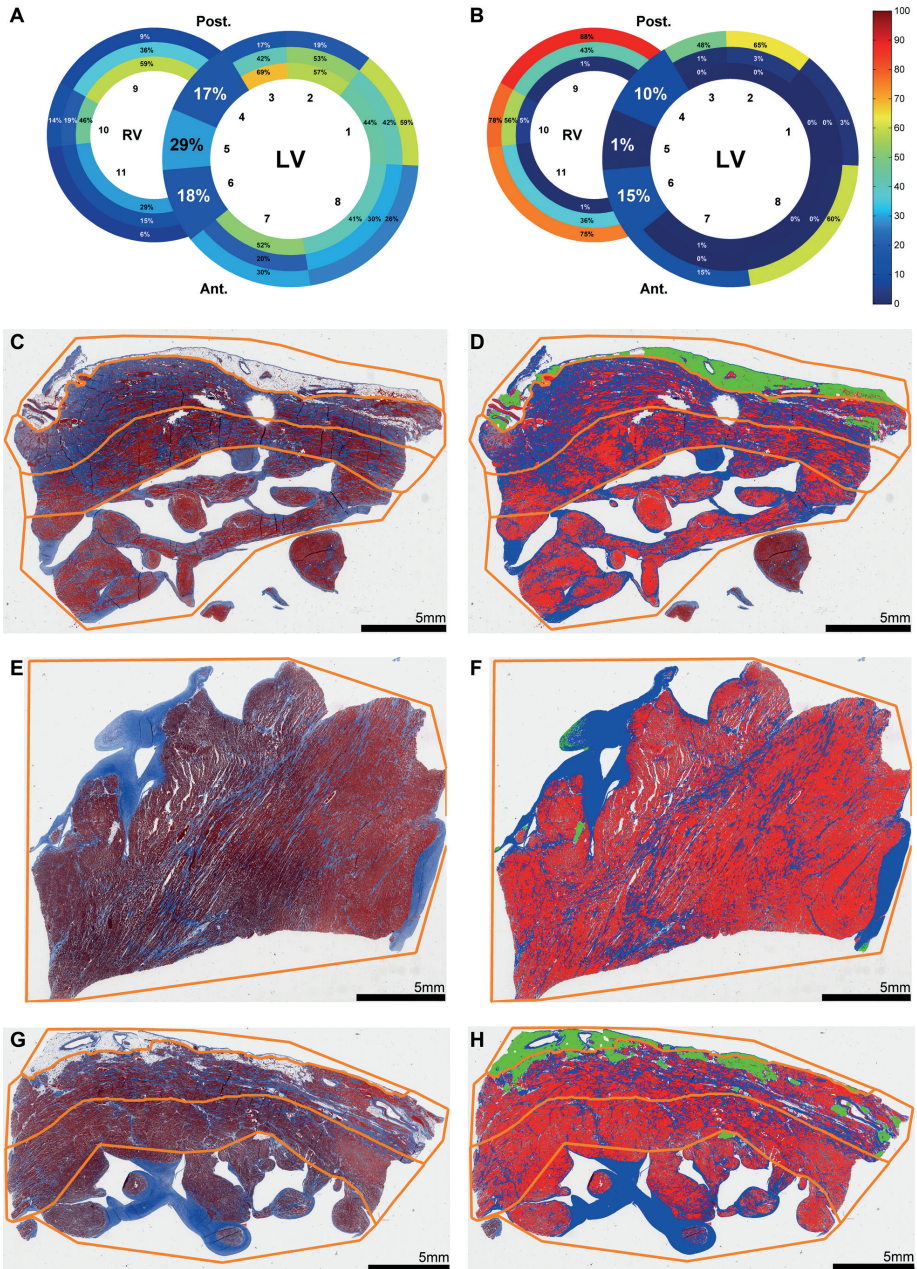 A
Post.
9%
36%
59%
9
14% 19% 46%
10
RV
11
29%
15%
6%
17%
29%
18%
17% 19%
42% 53%
69% 57%
3 2
4 1
5 LV
6 8
7
44% 42% 59%
41% 30% 26%
52%
20%
30%
Ant.
B
Post.
88%
43%
1%
9
78% 56% 5%
10
RV
11
1%
36%
75%
10%
1%
15%
48% 65%
1% 3%
0% 0%
3 2
4 1
5 LV
6 8
7
0% 0% 3%
0% 0% 60%
1%
0%
15%
Ant.
100
90
80
70
60
50
40
30
20
10
0
C
5mm
D
5mm
E
5mm
F
5mm
G
5mm
H
5mm